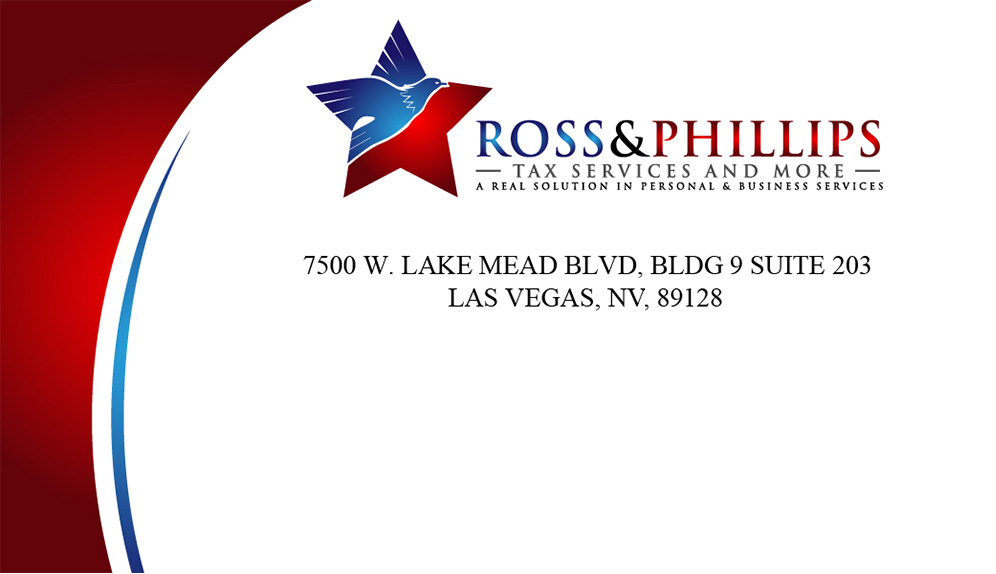 ROSS&PHILLIPS
TAX SERVICES AND MORE
A REAL SOLUTION IN PERSONAL & BUSINESS SERVICES
7500 W. LAKE MEAD BLVD, BLDG 9 SUITE 203
LAS VEGAS, NV, 89128